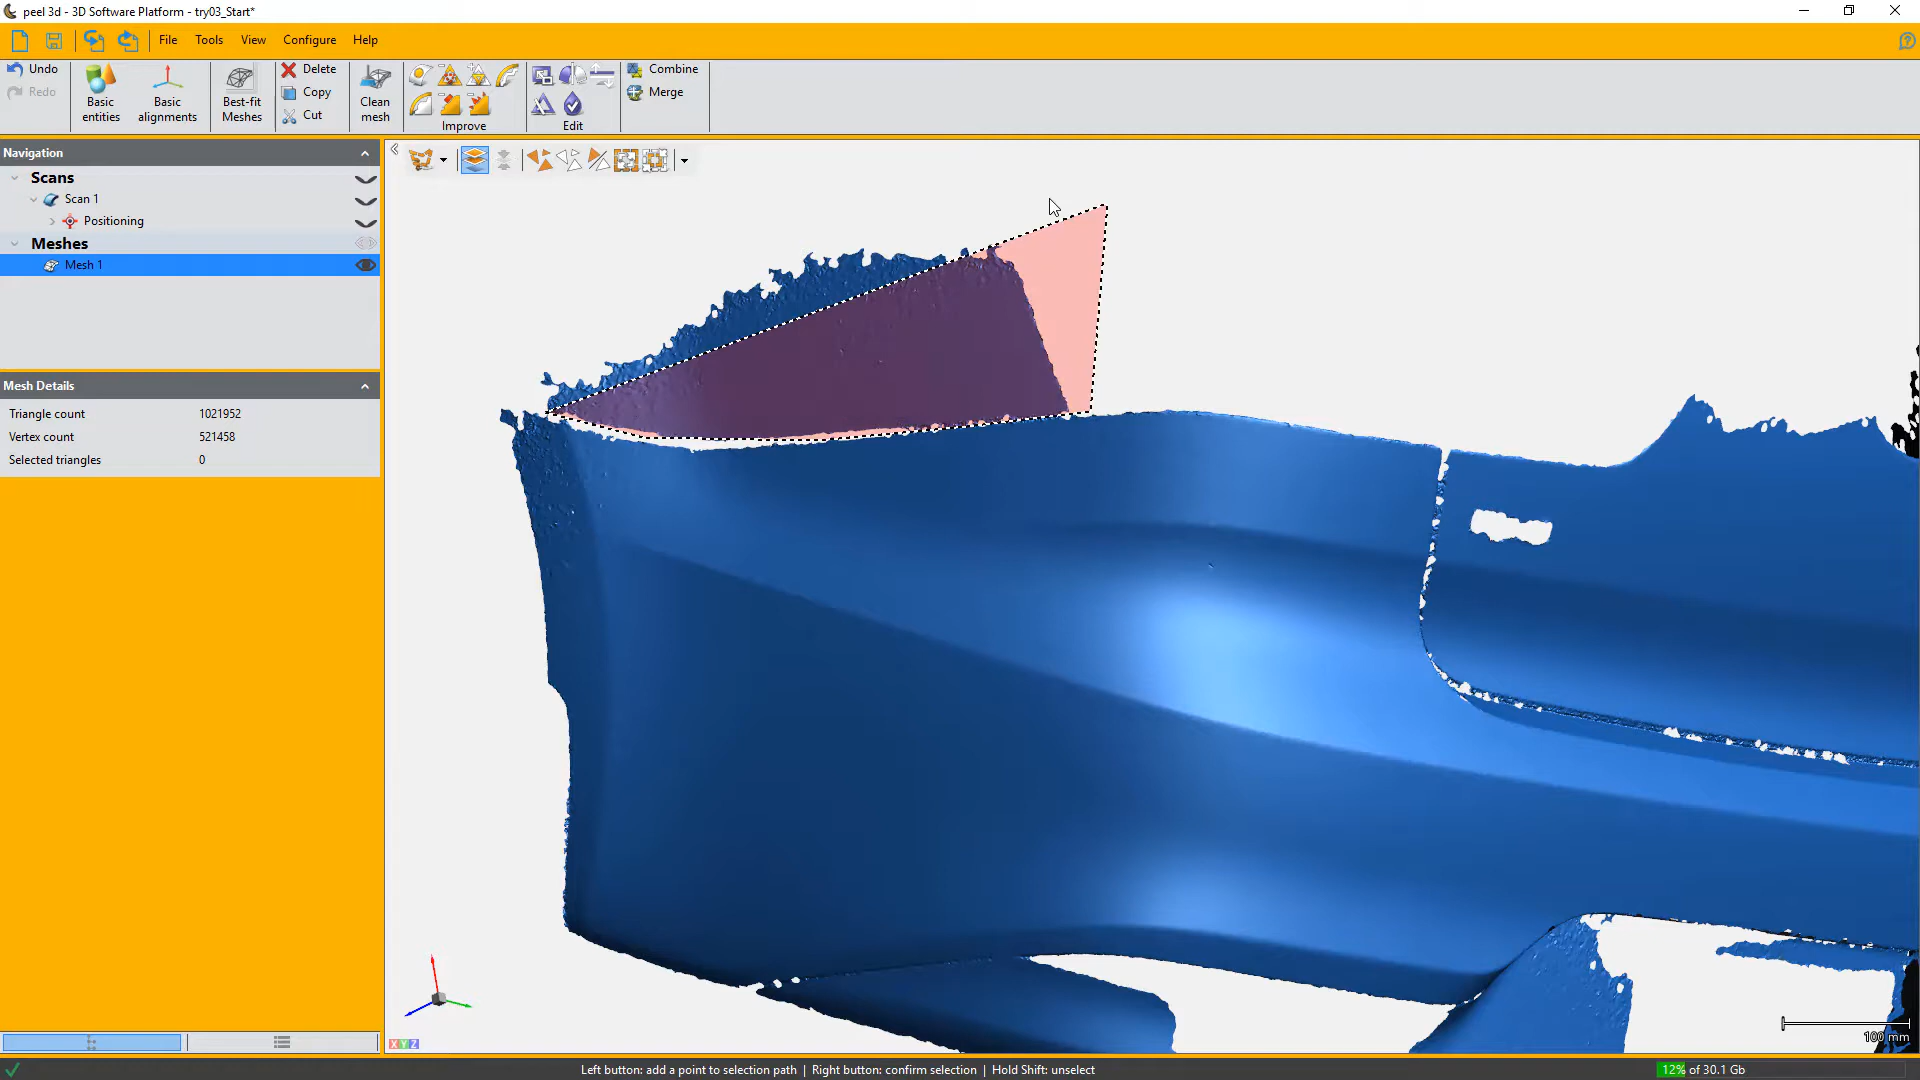 peel 3d - 3D Software Platform - try03_Start*
File Tools View Configure Help
Undo
Redo
Basic entities
Basic alignments
Best-fit Meshes
Delete
Copy
Cut
Clean mesh
Improve
Edit
Combine
Merge
Navigation
Scans
Scan 1
Positioning
Meshes
Mesh 1
Mesh Details
Triangle count 1021952
Vertex count 521458
Selected triangles 0
X Y Z
100 mm
Left button: add a point to selection path | Right button: confirm selection | Hold Shift: unselect
12% of 30.1 Gb